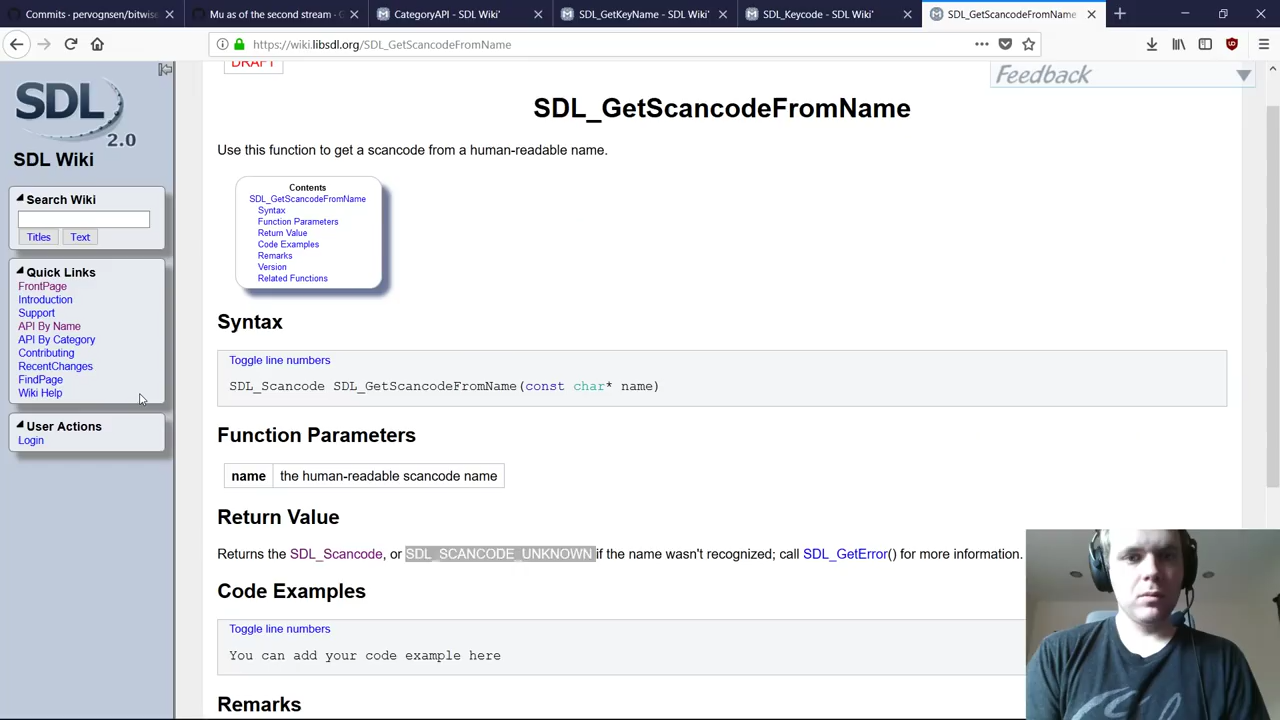 Commits - pervognsen/bitwise
Mu as of the second stream ·
CategoryAPI - SDL Wiki'
SDL_GetKeyName - SDL Wiki'
SDL_Keycode - SDL Wiki'
SDL_GetScancodeFromName
https://wiki.libsdl.org/SDL_GetScancodeFromName
SDL
2.0
SDL Wiki
Search Wiki
Titles Text
Quick Links
FrontPage
Introduction
Support
API By Name
API By Category
Contributing
RecentChanges
FindPage
Wiki Help
User Actions
Login
DRAFT
Feedback
SDL_GetScancodeFromName
Use this function to get a scancode from a human-readable name.
Contents
SDL_GetScancodeFromName
Syntax
Function Parameters
Return Value
Code Examples
Remarks
Version
Related Functions
Syntax
Toggle line numbers
SDL_Scancode SDL_GetScancodeFromName(const char* name)
Function Parameters
name the human-readable scancode name
Return Value
Returns the SDL_Scancode, or SDL_SCANCODE_UNKNOWN if the name wasn't recognized; call SDL_GetError() for more information.
Code Examples
Toggle line numbers
You can add your code example here
Remarks